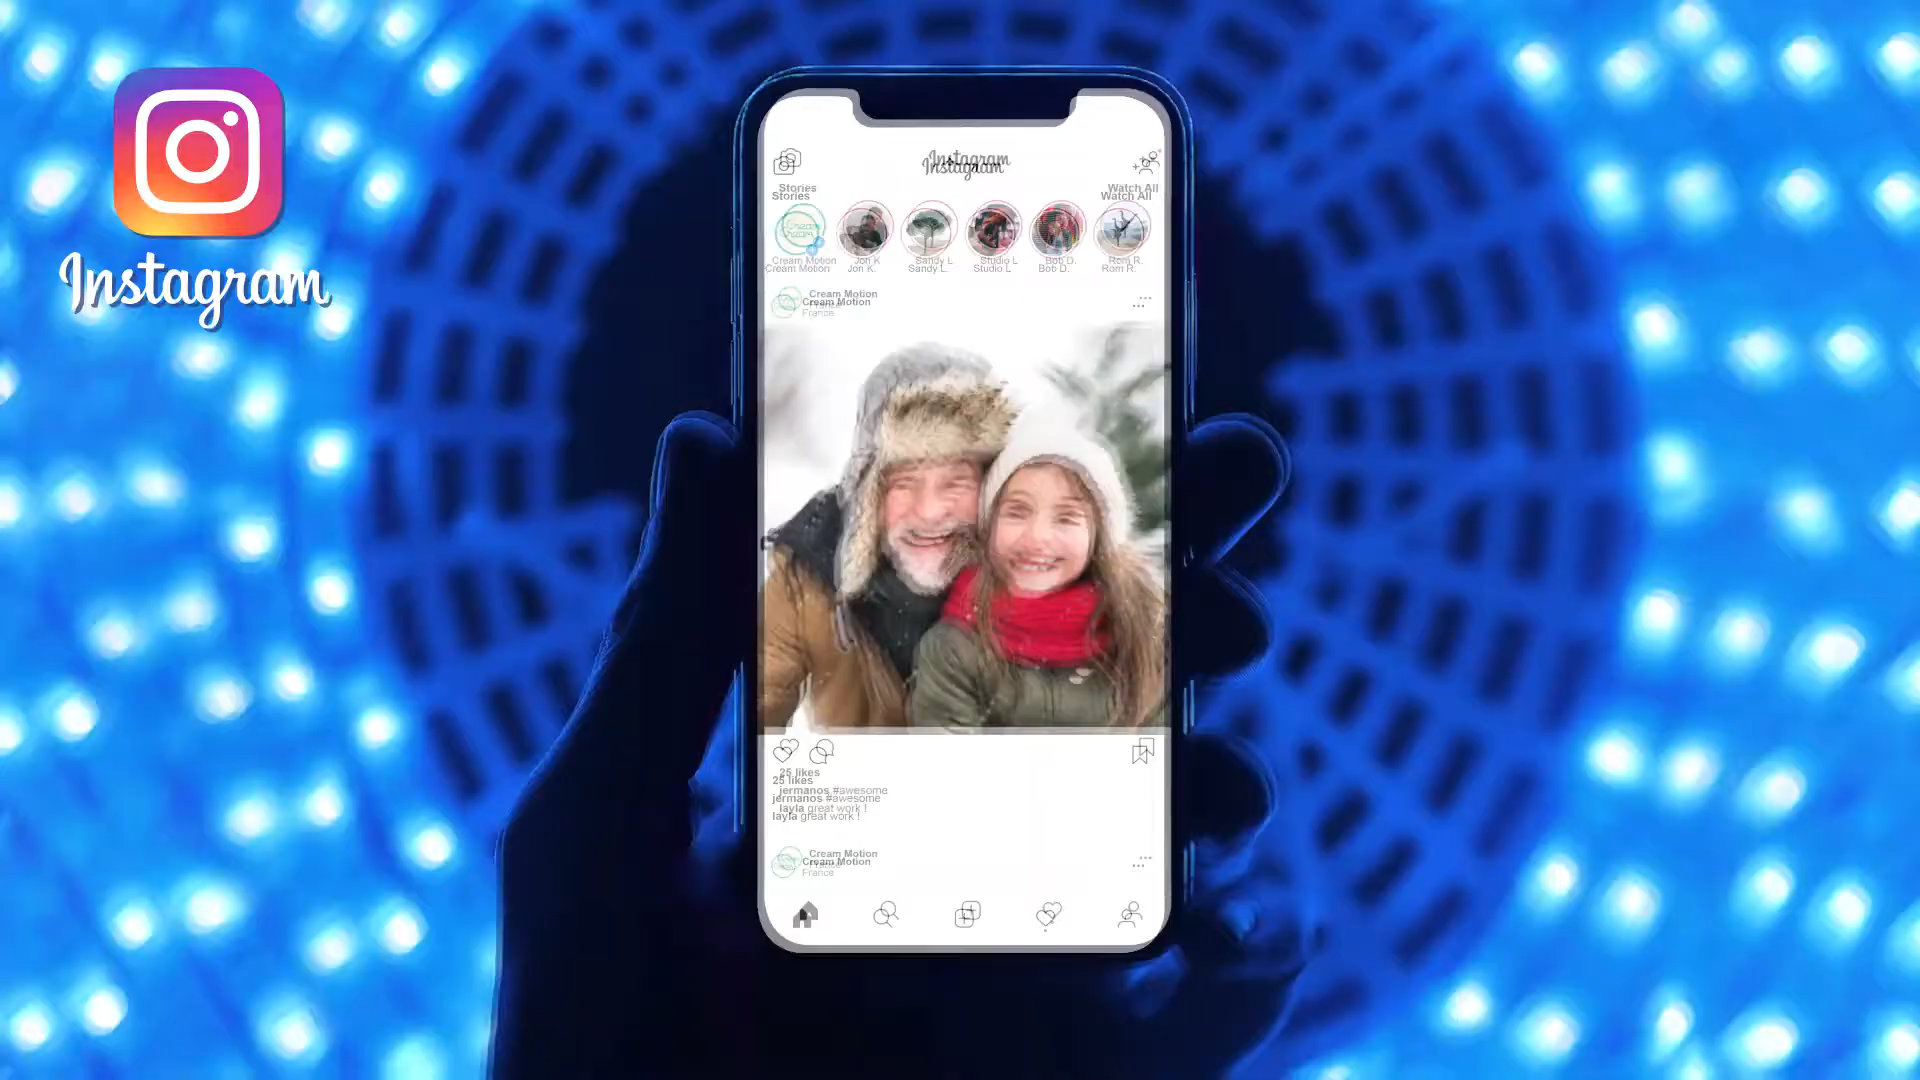 Instagram
Instagram
Stories
Watch All
Cream Motion
Jon K.
Sandy L.
Studio L
Bob D.
Rom R.
Cream Motion
France
25 likes
jermanos #awesome
layla great work !
Cream Motion
France